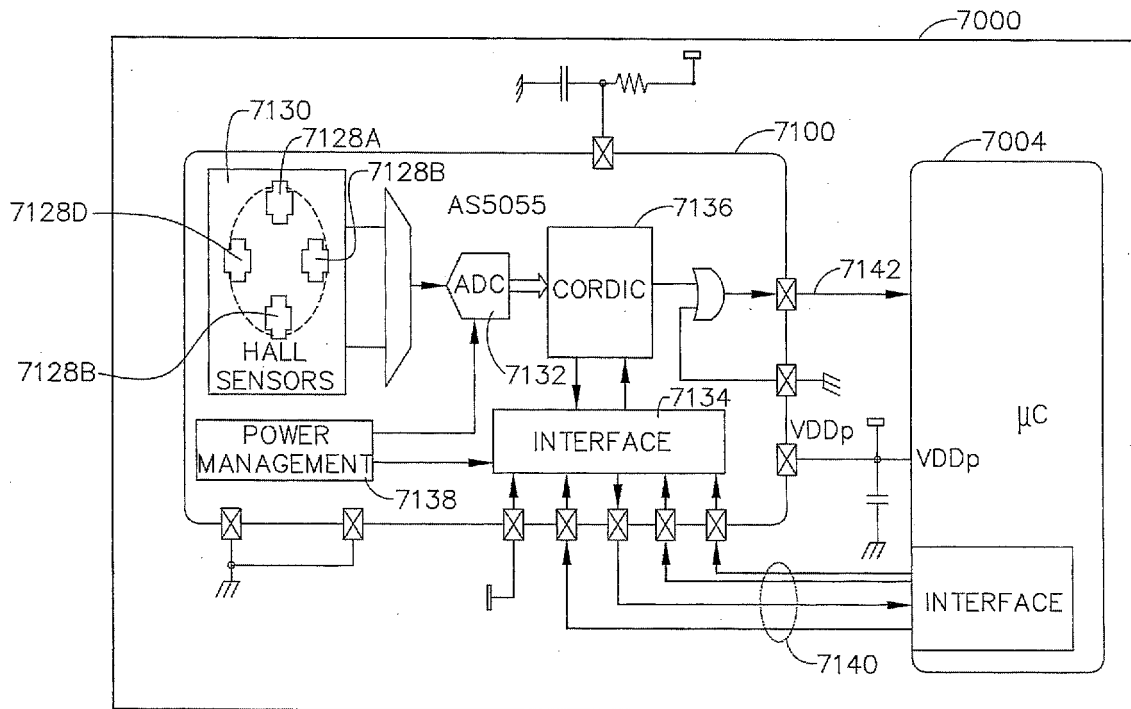 7000
7130
7128A
7100
7004
7128B
7128D
AS5055
7136
7142
ADC
CORDIC
7128B
HALL
SENSORS
7132
7134
POWER
MANAGEMENT
INTERFACE
VDDp
μC
VDDp
7138
INTERFACE
7140